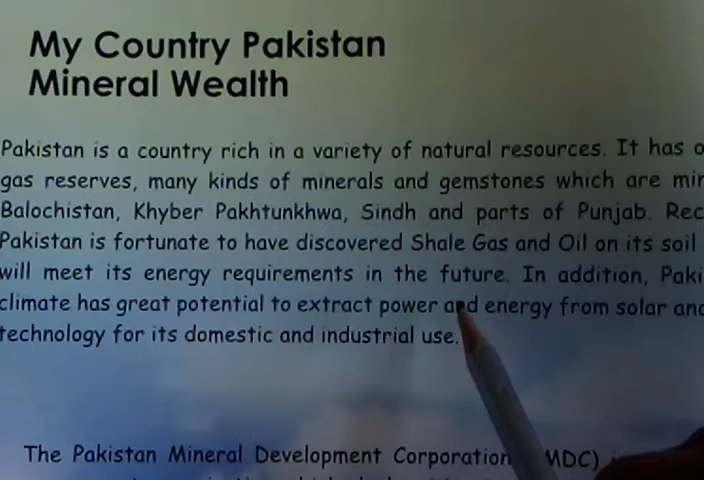 My Country Pakistan
Mineral Wealth
Pakistan is a country rich in a variety of natural resources. It has
gas reserves, many kinds of minerals and gemstones which are
Balochistan, Khyber Pakhtunkhwa, Sindh and parts of Punjab.
Pakistan is fortunate to have discovered Shale Gas and Oil on its soil
will meet its energy requirements in the future. In addition,
climate has great potential to extract power and energy from solar
technology for its domestic and industrial use.
The Pakistan Mineral Development Corporation MDC)